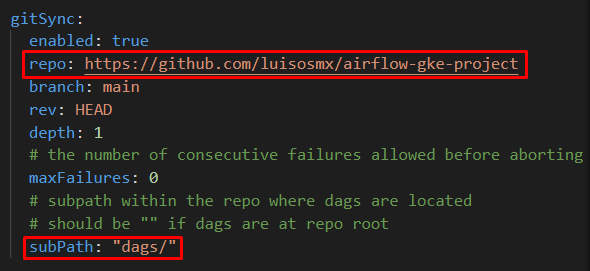 gitSync:
enabled: true
repo: https://github.com/luisosmx/airflow-gke-project
branch: main
rev: HEAD
depth: 1
# the number of consecutive failures allowed before aborting
maxFailures: 0
# subpath within the repo where dags are located
# should be "" if dags are at repo root
subPath: "dags/"